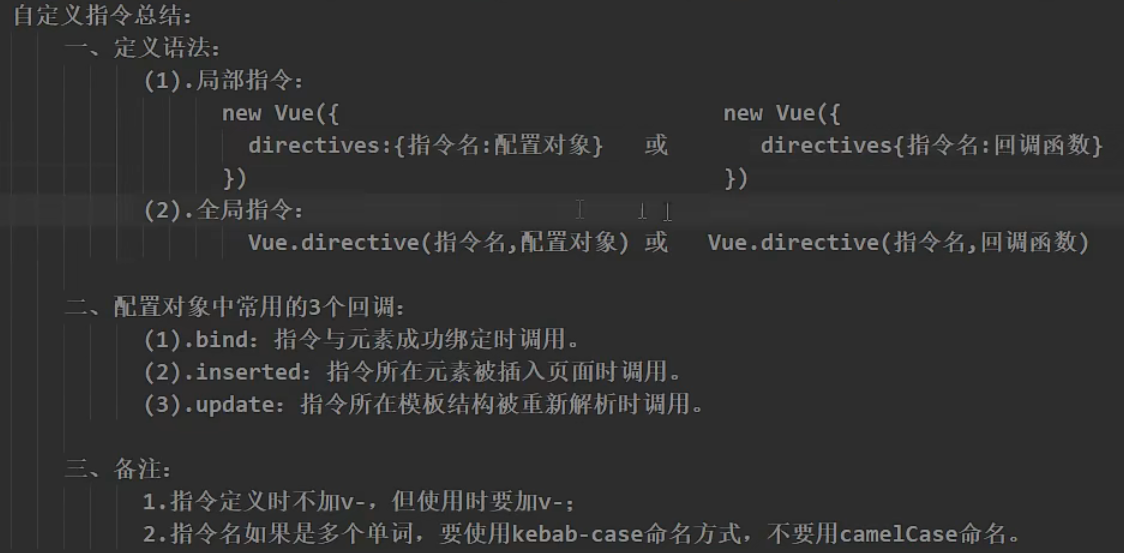 自定义指令总结：
一、定义语法：
(1).局部指令：
new Vue({ new Vue({
directives:{指令名:配置对象} 或 directives{指令名:回调函数}
}) })
(2).全局指令：
Vue.directive(指令名,配置对象) 或 Vue.directive(指令名,回调函数)
二、配置对象中常用的3个回调：
(1).bind：指令与元素成功绑定时调用。
(2).inserted：指令所在元素被插入页面时调用。
(3).update：指令所在模板结构被重新解析时调用。
三、备注：
1.指令定义时不加v-，但使用时要加v-；
2.指令名如果是多个单词，要使用kebab-case命名方式，不要用camelCase命名。